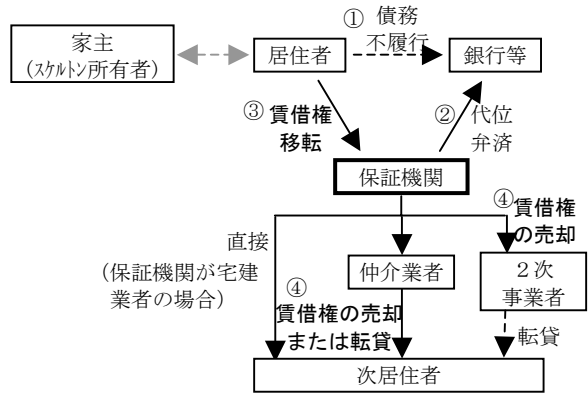 ① 債務
不履行
家主
(ｽｹﾙﾄﾝ所有者)
居住者
銀行等
③ 賃借権
移転
② 代位
弁済
保証機関
④ 賃借権
の売却
直接
(保証機関が宅建
業者の場合)
仲介業者
２次
事業者
④
賃借権の売却
または転貸
転貸
次居住者